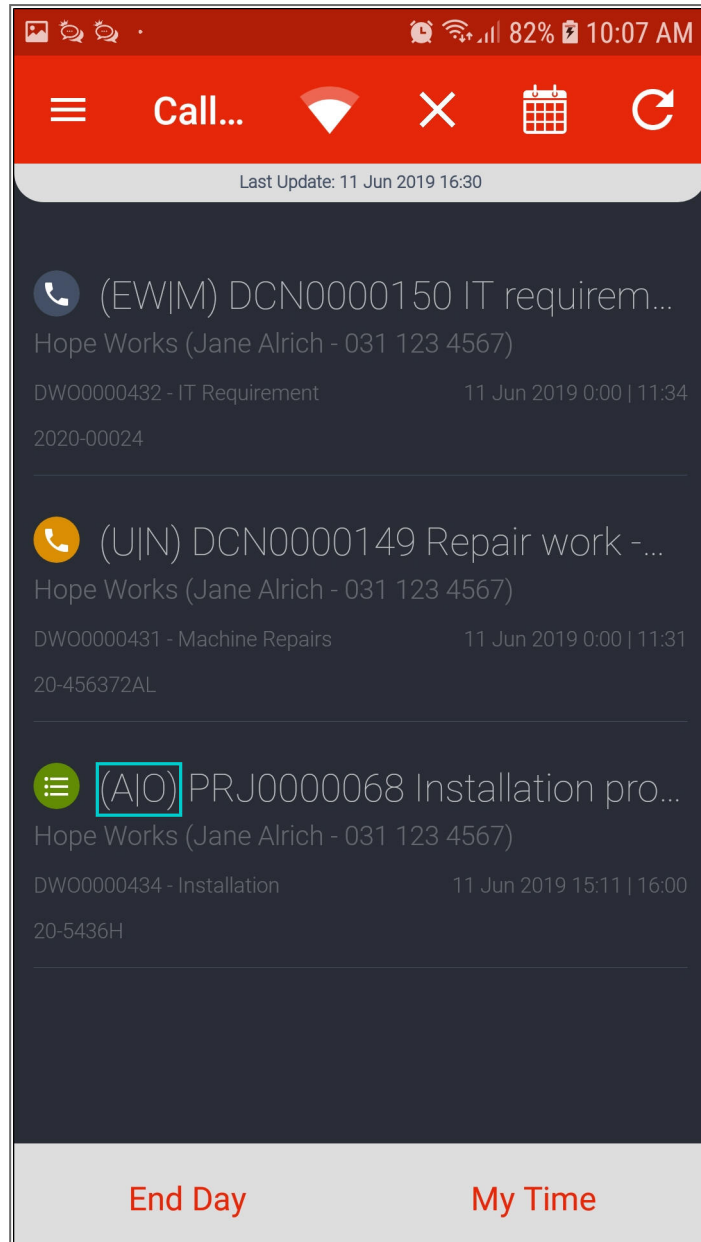 82% 10:07 AM
Call...
Last Update: 11 Jun 2019 16:30
(EW|M) DCN0000150 IT requirem...
Hope Works (Jane Alrich - 031 123 4567)
DWO0000432 - IT Requirement 11 Jun 2019 0:00 | 11:34
2020-00024
(U|N) DCN0000149 Repair work -...
Hope Works (Jane Alrich - 031 123 4567)
DWO0000431 - Machine Repairs 11 Jun 2019 0:00 | 11:31
20-456372AL
(A|O) PRJ0000068 Installation pro...
Hope Works (Jane Alrich - 031 123 4567)
DWO0000434 - Installation 11 Jun 2019 15:11 | 16:00
20-5436H
End Day My Time